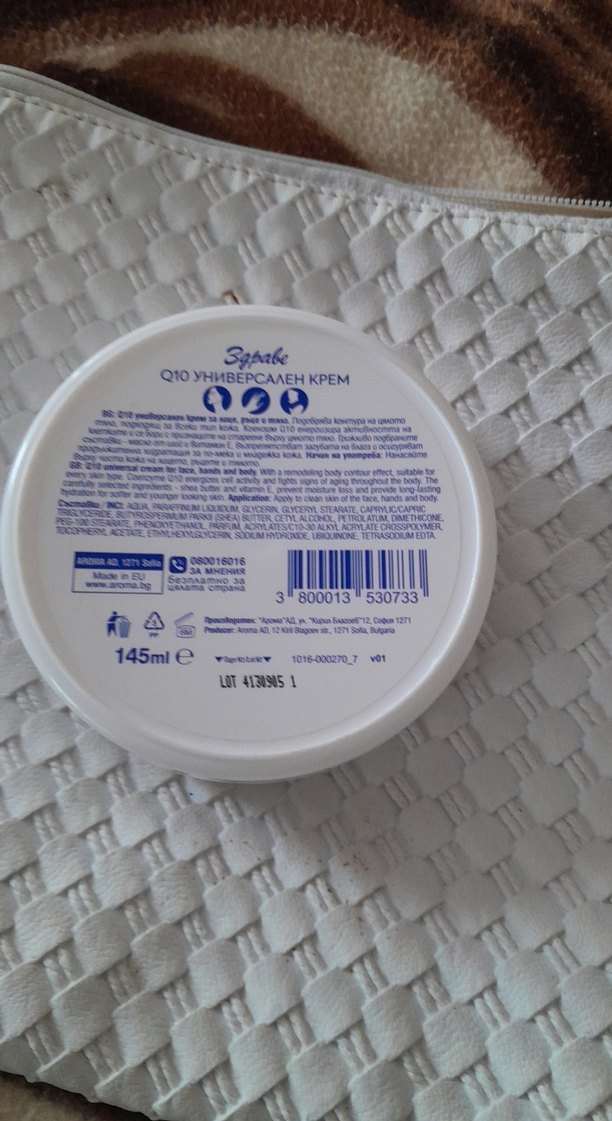 Здраве
Q10 УНИВЕРСАЛЕН КРЕМ
BG: Q10 универсален крем за лице, ръце и тяло. Подобрява контура на цялото
тяло, подходящ за всеки тип кожа. Коензим Q10 енергизира активността на
клетките и се бори с признаците на стареене върху цялото тяло. Грижливо подбраните
съставки - масло от ший и витамин Е, възпрепятстват загубата на влага и осигуряват
продължителна хидратация за по-мека и младежка кожа. Начин на употреба: Нанасяйте
върху чиста кожа на лицето, ръцете и тялото.
GB: Q10 universal cream for face, hands and body. With a remodeling body contour effect, suitable for
every skin type. Coenzyme Q10 energizes cell activity and fights signs of aging throughout the body. The
carefully selected ingredients - shea butter and vitamin E, prevent moisture loss and provide long-lasting
hydration for softer and younger looking skin. Application: Apply to clean skin of the face, hands and body.
Съставки / INCI: AQUA, PARAFFINUM LIQUIDUM, GLYCERIN, GLYCERYL STEARATE, CAPRYLIC/CAPRIC
TRIGLYCERIDE, BUTYROSPERMUM PARKII (SHEA) BUTTER, CETYL ALCOHOL, PETROLATUM, DIMETHICONE,
PEG-100 STEARATE, PHENOXYETHANOL, PARFUM, ACRYLATES/C10-30 ALKYL ACRYLATE CROSSPOLYMER,
TOCOPHERYL ACETATE, ETHYLHEXYLGLYCERIN, SODIUM HYDROXIDE, UBIQUINONE, TETRASODIUM EDTA.
AROMA AD, 1271 Sofia
Made in EU
www.aroma.bg
080016016
ЗА МНЕНИЯ
безплатно за
цялата страна
3 800013 530733
5
PP
6M
Производител: "Арома" АД, ул. "Кирил Благоев" 12, София 1271
Producer: Aroma AD, 12 Kiril Blagoev str., 1271 Sofia, Bulgaria
145ml e
1016-000270_7 v01
LOT 4130905 1